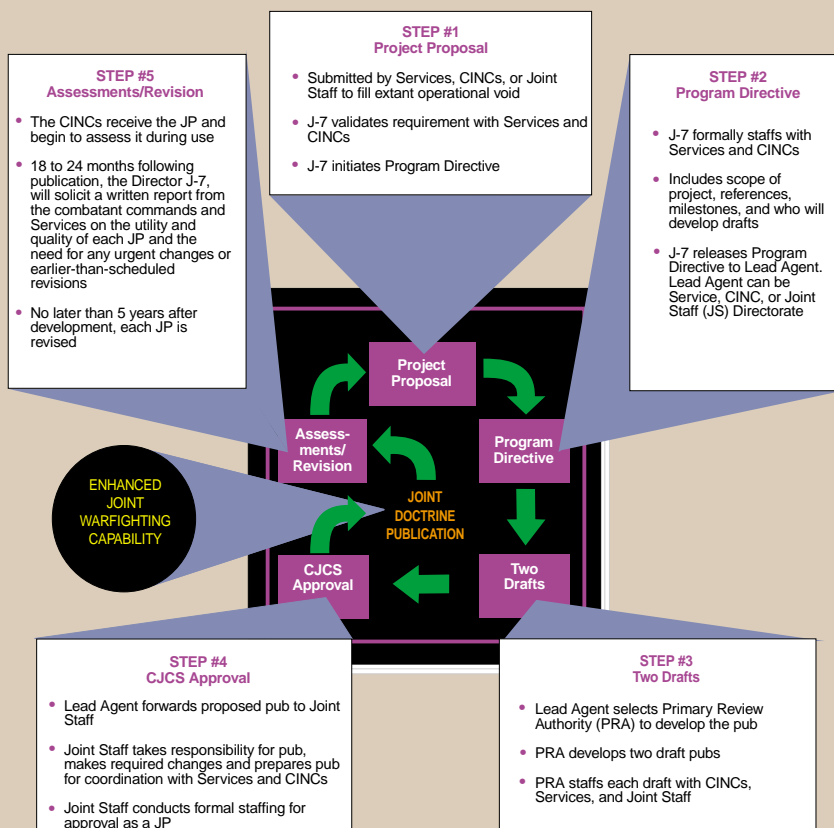 STEP #1
Project Proposal
• Submitted by Services, CINCs, or Joint
Staff to fill extant operational void
• J-7 validates requirement with Services and
CINCs
• J-7 initiates Program Directive
STEP #5
Assessments/Revision
• The CINCs receive the JP and
begin to assess it during use
• 18 to 24 months following
publication, the Director J-7,
will solicit a written report from
the combatant commands and
Services on the utility and
quality of each JP and the
need for any urgent changes or
earlier-than-scheduled
revisions
• No later than 5 years after
development, each JP is
revised
STEP #2
Program Directive
• J-7 formally staffs with
Services and CINCs
• Includes scope of
project, references,
milestones, and who will
develop drafts
• J-7 releases Program
Directive to Lead Agent.
Lead Agent can be
Service, CINC, or Joint
Staff (JS) Directorate
Project
Proposal
Assess-
ments/
Revision
Program
Directive
ENHANCED
JOINT
WARFIGHTING
CAPABILITY
JOINT
DOCTRINE
PUBLICATION
CJCS
Approval
Two
Drafts
STEP #4
CJCS Approval
• Lead Agent forwards proposed pub to Joint
Staff
• Joint Staff takes responsibility for pub,
makes required changes and prepares pub
for coordination with Services and CINCs
• Joint Staff conducts formal staffing for
approval as a JP
STEP #3
Two Drafts
• Lead Agent selects Primary Review
Authority (PRA) to develop the pub
• PRA develops two draft pubs
• PRA staffs each draft with CINCs,
Services, and Joint Staff